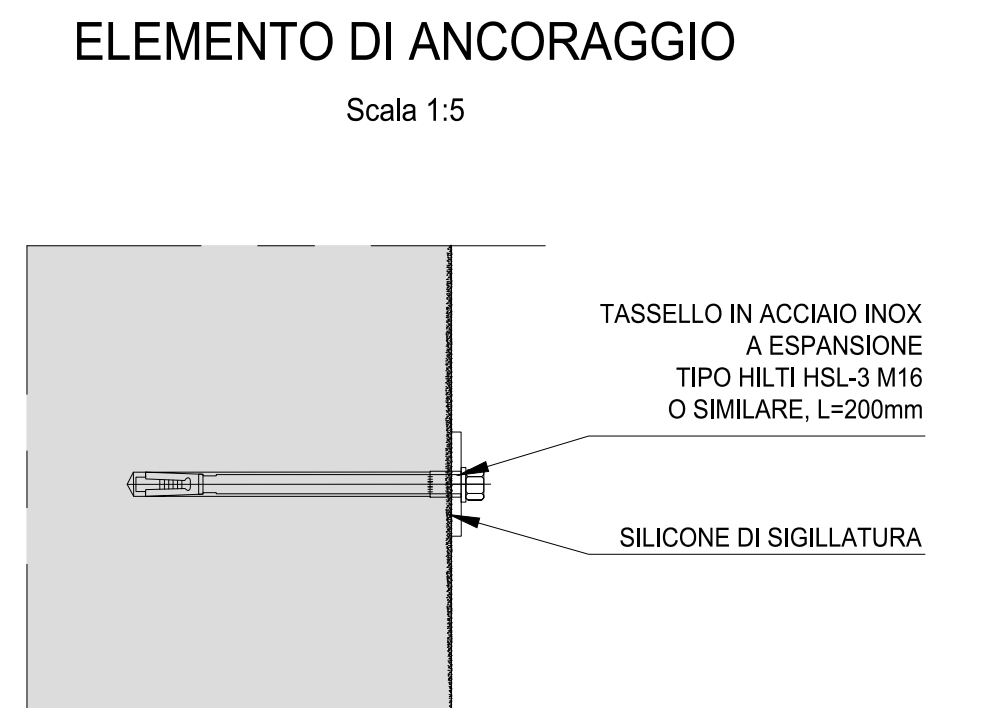 ELEMENTO DI ANCORAGGIO
Scala 1:5
TASSELLO IN ACCIAIO INOX
A ESPANSIONE
TIPO HILTI HSL-3 M16
O SIMILARE, L=200mm
SILICONE DI SIGILLATURA